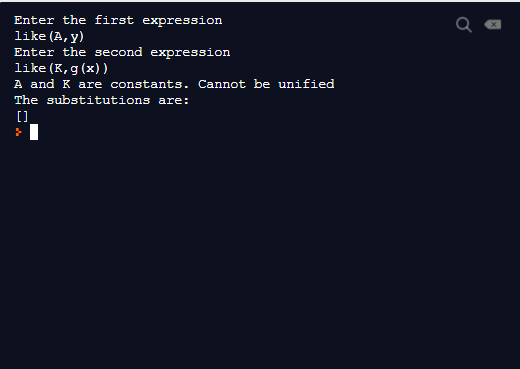 Enter the first expression
like(A,y)
Enter the second expression
like(K,g(x))
A and K are constants. Cannot be unified
The substitutions are:
[]
>